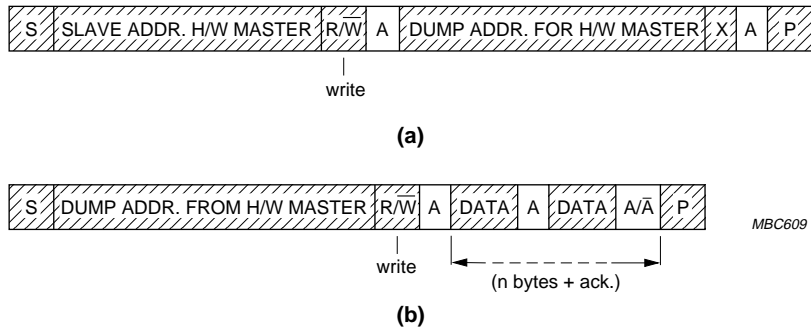 S SLAVE ADDR. H/W MASTER R/W̅ A DUMP ADDR. FOR H/W MASTER X A P
write
(a)
S DUMP ADDR. FROM H/W MASTER R/W̅ A DATA A DATA A/A̅ P
MBC609
write
(n bytes + ack.)
(b)